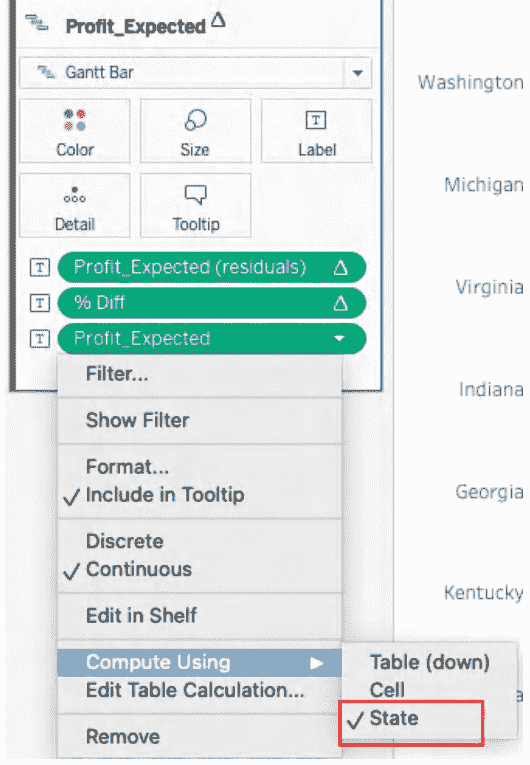 Profit_Expected Δ
Gantt Bar
Color
Size
T
Label
Detail
Tooltip
T Profit_Expected (residuals) Δ
T % Diff Δ
T Profit_Expected
Filter...
Show Filter
Format...
✓ Include in Tooltip
Discrete
✓ Continuous
Edit in Shelf
Compute Using ▶
Edit Table Calculation...
Remove
Table (down)
Cell
✓ State
Washington
Michigan
Virginia
Indiana
Georgia
Kentucky
a